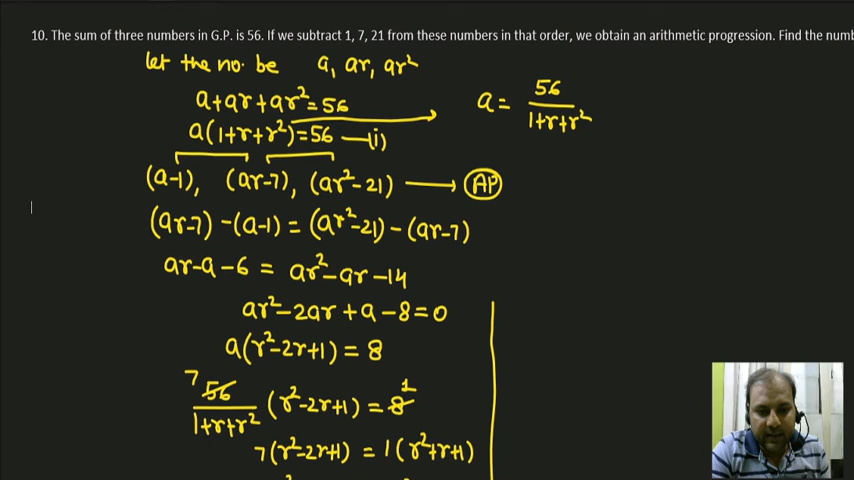 10. The sum of three numbers in G.P. is 56. If we subtract 1, 7, 21 from these numbers in that order, we obtain an arithmetic progression. Find the numb
let the no. be a, ar, ar²
a+ar+ar²=56
a = 56/1+r+r²
a(1+r+r²)=56 —(i)
(a-1), (ar-7), (ar²-21) → AP
(ar-7) -(a-1) = (ar²-21) - (ar-7)
ar-a-6 = ar²-ar-14
ar²-2ar+a-8=0
a(r²-2r+1) = 8
7 56/1+r+r² (r²-2r+1) = 8 1
7(r²-2r+1) = 1(r²+r+1)